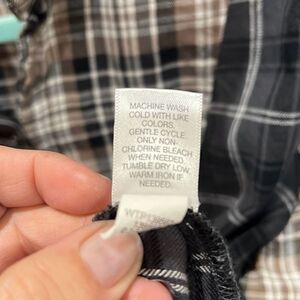 MACHINE WASH
COLD WITH LIKE
COLORS.
GENTLE CYCLE.
ONLY NON-
CHLORINE BLEACH
WHEN NEEDED.
TUMBLE DRY LOW.
WARM IRON IF
NEEDED.